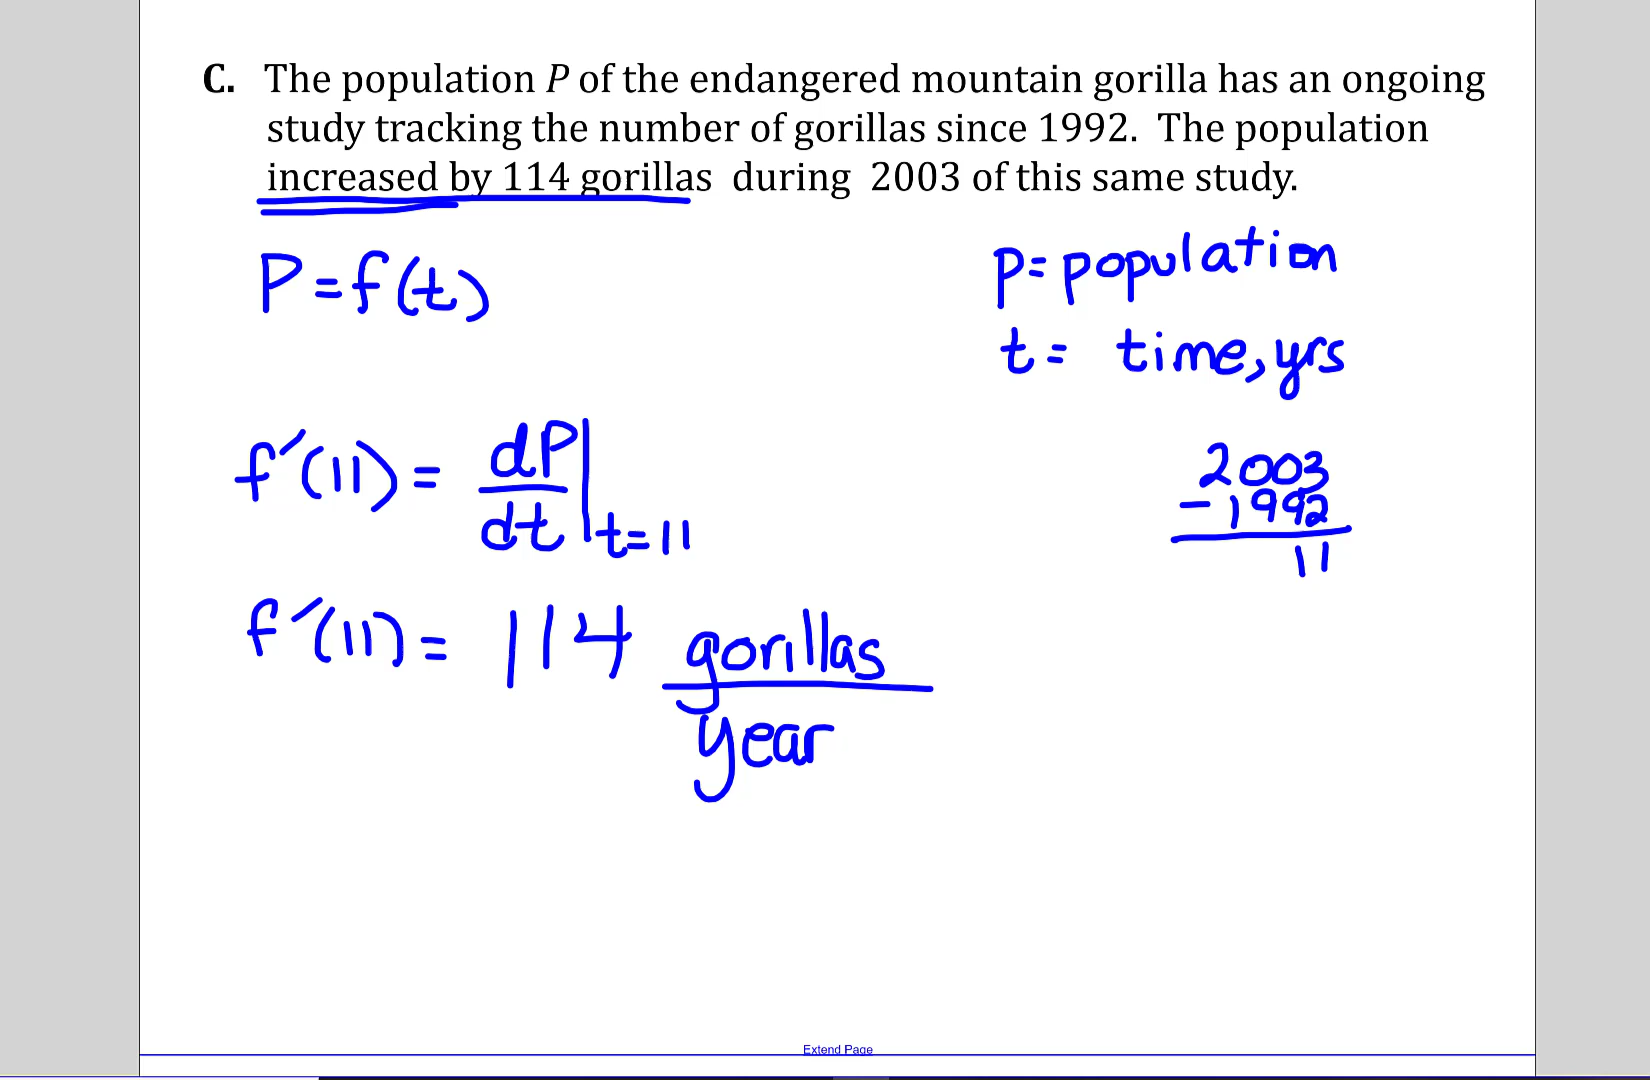 C. The population P of the endangered mountain gorilla has an ongoing
study tracking the number of gorillas since 1992. The population
increased by 114 gorillas during 2003 of this same study.
P = f(t)
P = population
t = time, yrs
f'(11) = dP/dt | t=11
2003
- 1992
11
f'(11) = 114 gorillas/year
Extend Page